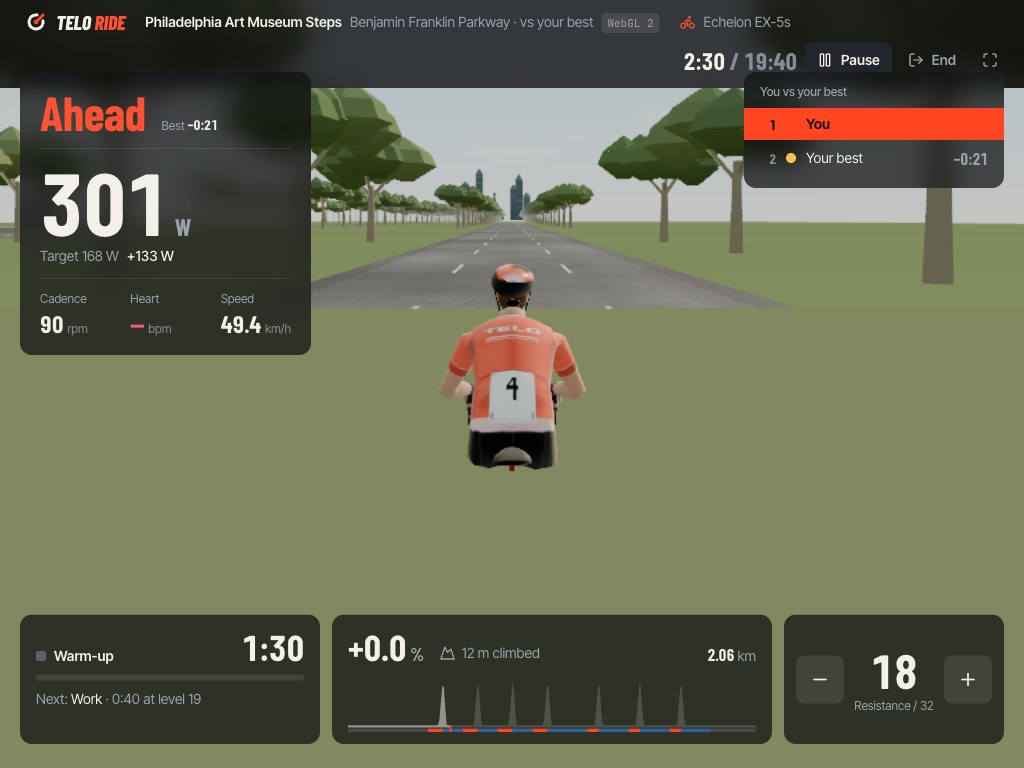 TELO RIDE Philadelphia Art Museum Steps Benjamin Franklin Parkway · vs your best WebGL 2 Echelon EX-5s
2:30 / 19:40 Pause End
Ahead Best −0:21
301 W
Target 168 W +133 W
Cadence Heart Speed
90 rpm — bpm 49.4 km/h
You vs your best
1 You
2 Your best −0:21
TELO
4
Warm-up 1:30
Next: Work · 0:40 at level 19
+0.0 % 12 m climbed 2.06 km
− 18 +
Resistance / 32